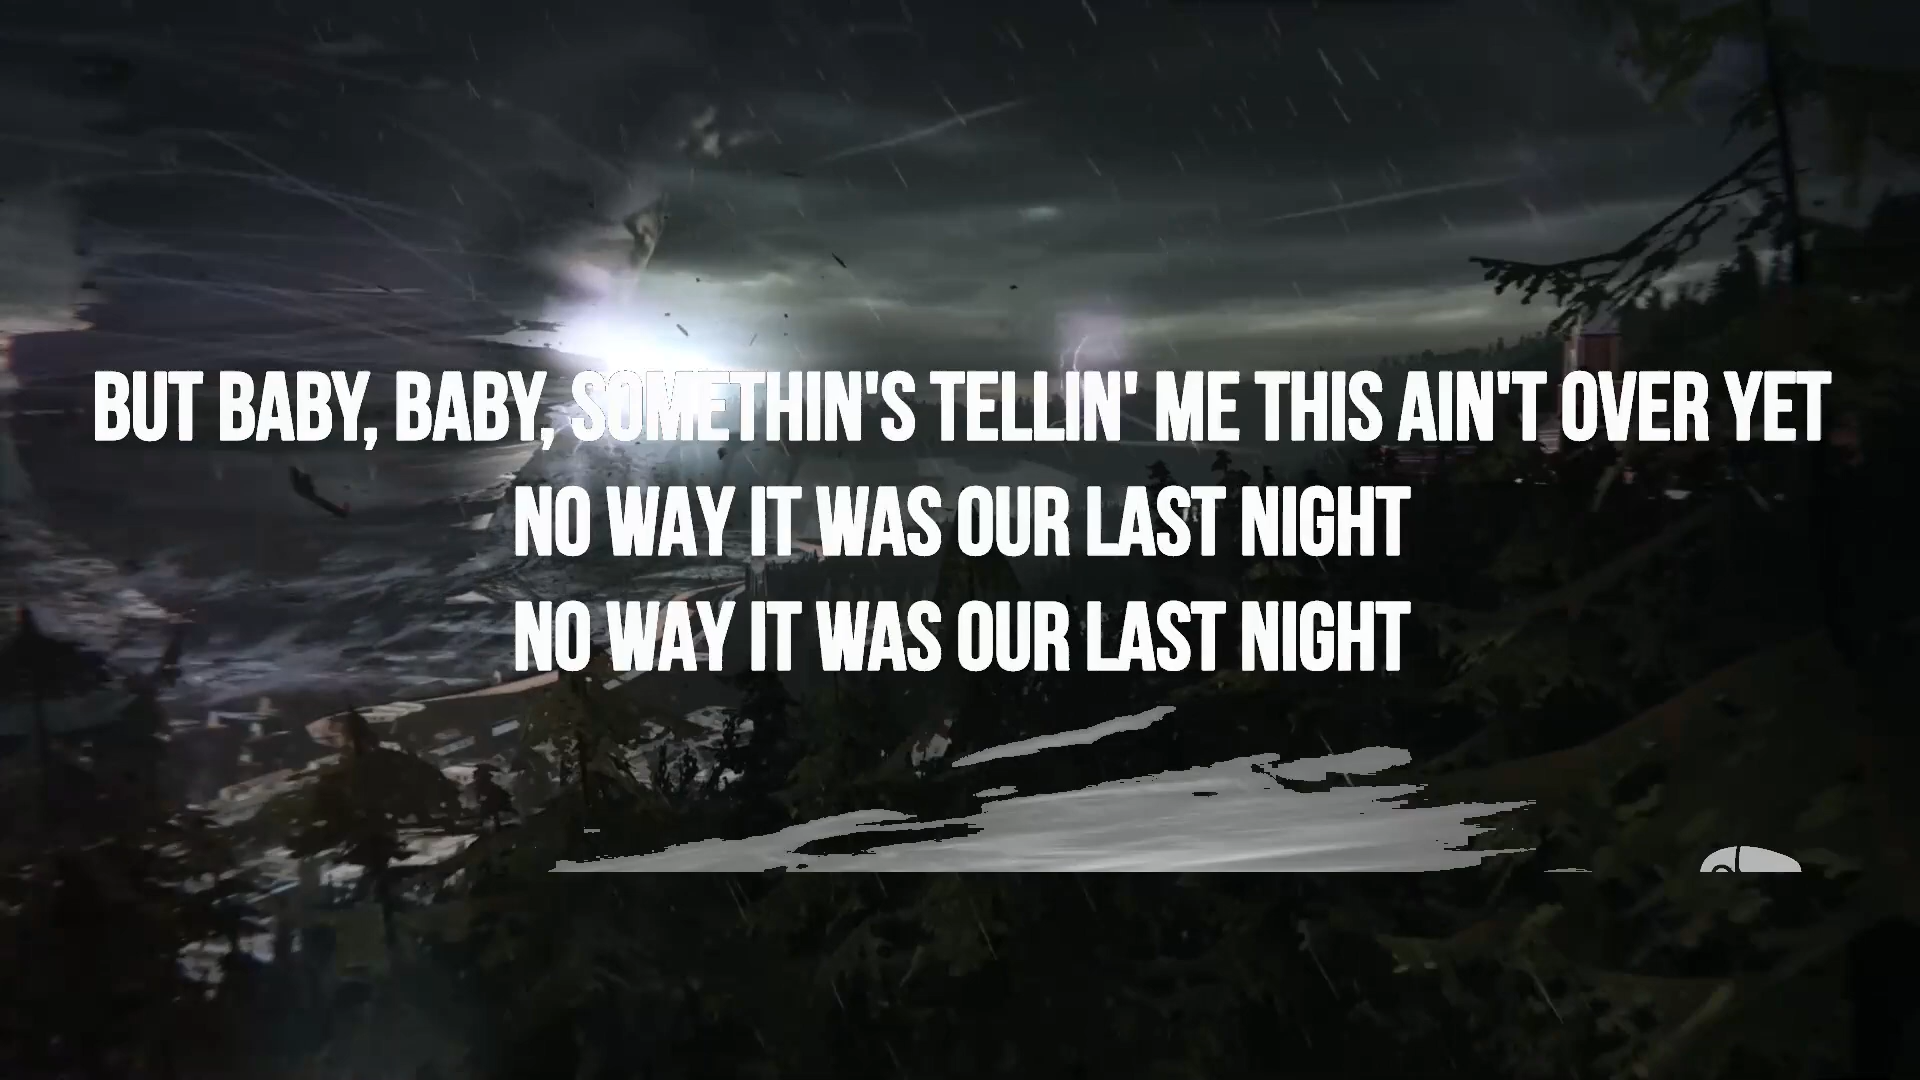 BUT BABY, BABY, SOMETHIN'S TELLIN' ME THIS AIN'T OVER YET
NO WAY IT WAS OUR LAST NIGHT
NO WAY IT WAS OUR LAST NIGHT